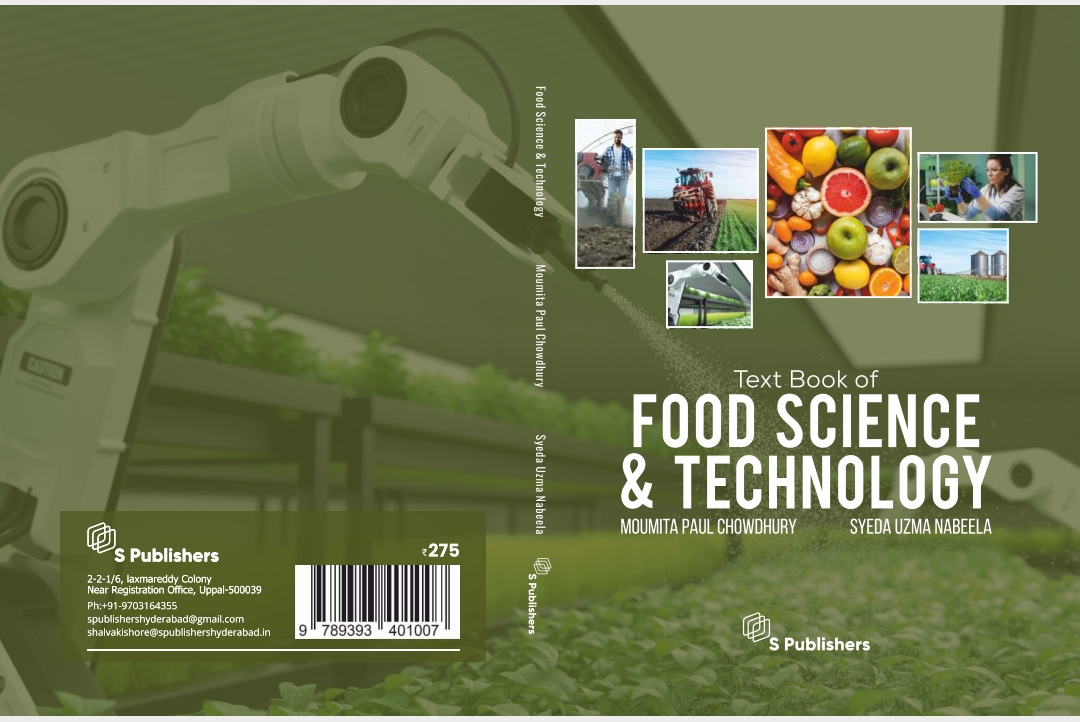 CAUTION
S Publishers
₹275
2-2-1/6, laxmareddy Colony
Near Registration Office, Uppal-500039
Ph:+91-9703164355
spublishershyderabad@gmail.com
shalvakishore@spublishershyderabad.in
9 789393 401007
Food Science & Technology
Moumita Paul Chowdhury
Syeda Uzma Nabeela
S Publishers
Text Book of
FOOD SCIENCE
& TECHNOLOGY
MOUMITA PAUL CHOWDHURY SYEDA UZMA NABEELA
S Publishers